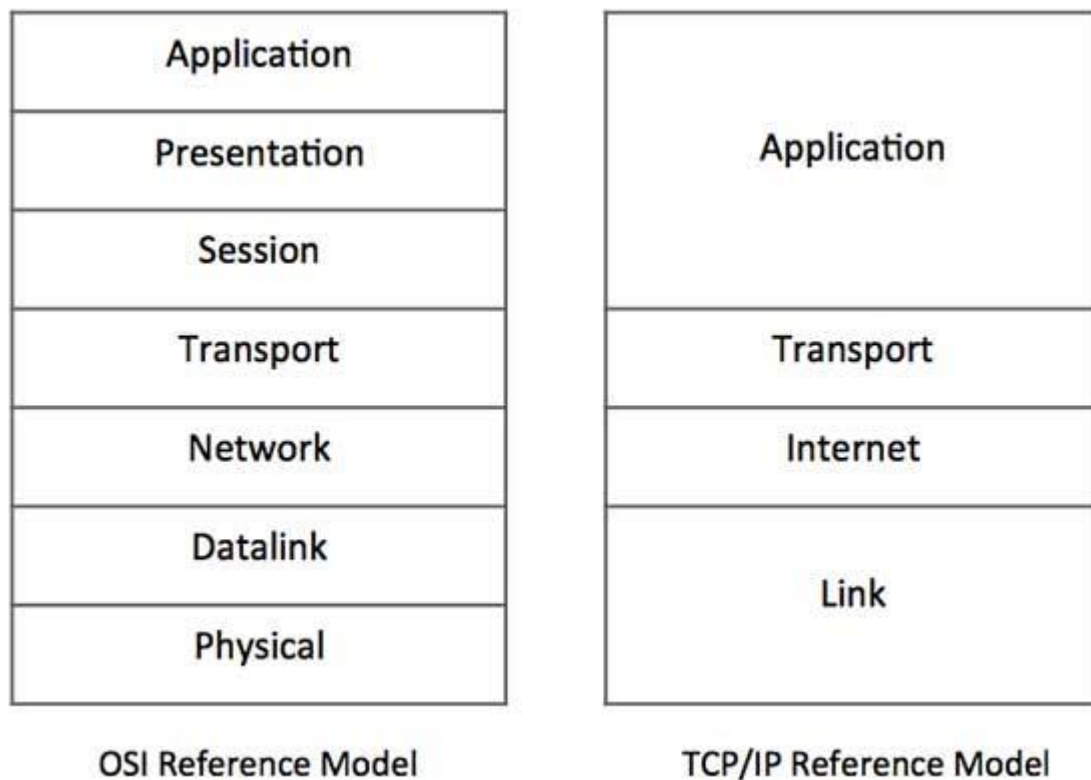 Application
Presentation
Session
Transport
Network
Datalink
Physical
OSI Reference Model
Application
Transport
Internet
Link
TCP/IP Reference Model